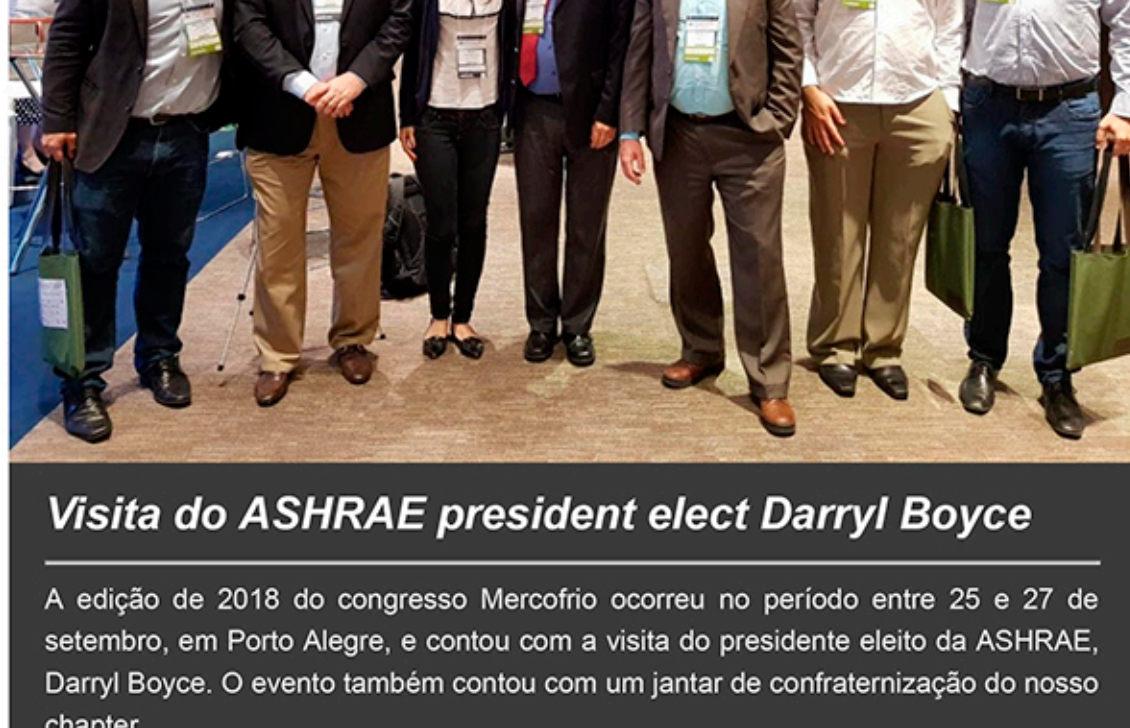 Visita do ASHRAE president elect Darryl Boyce
A edição de 2018 do congresso Mercofrio ocorreu no período entre 25 e 27 de
setembro, em Porto Alegre, e contou com a visita do presidente eleito da ASHRAE,
Darryl Boyce. O evento também contou com um jantar de confraternização do nosso
chapter